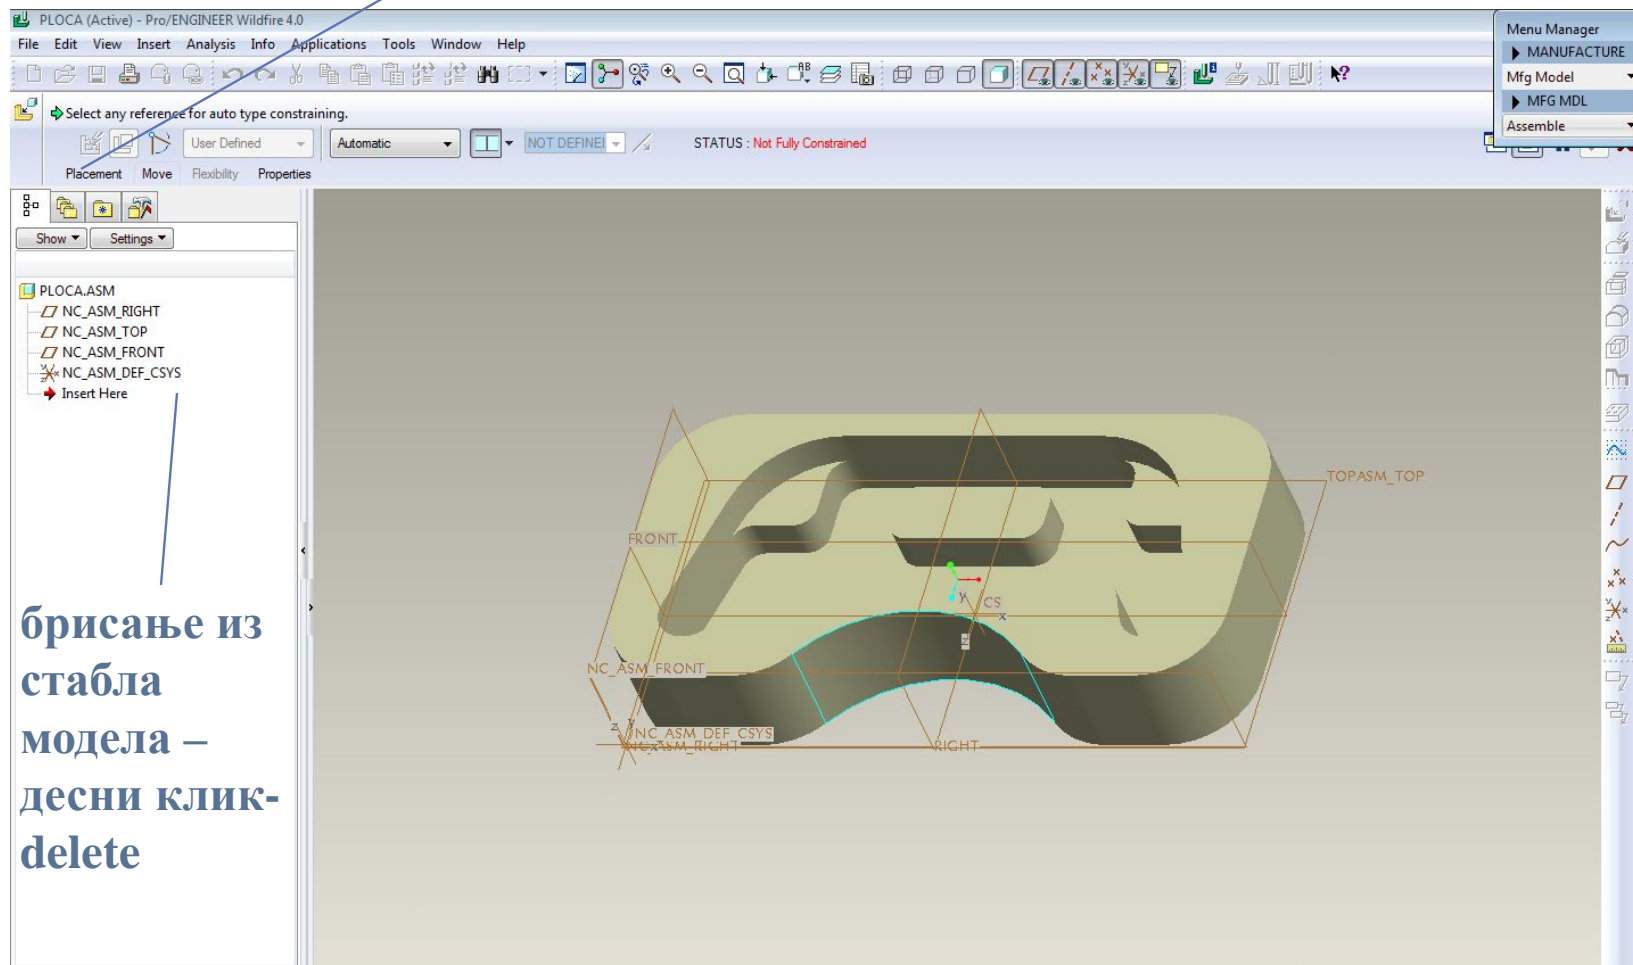 PLOCA (Active) - Pro/ENGINEER Wildfire 4.0
File Edit View Insert Analysis Info Applications Tools Window Help
Menu Manager
MANUFACTURE
Mfg Model
MFG MDL
Assemble
Select any reference for auto type constraining.
User Defined
Automatic
NOT DEFINEI
STATUS : Not Fully Constrained
Placement Move Flexibility Properties
Show Settings
PLOCA.ASM
NC_ASM_RIGHT
NC_ASM_TOP
NC_ASM_FRONT
NC_ASM_DEF_CSYS
Insert Here
брисање из
стабла
модела –
десни клик-
delete
TOPASM_TOP
FRONT
Y
CS
X
Z
NC_ASM_FRONT
Z Y
NC_ASM_DEF_CSYS
RIGHT